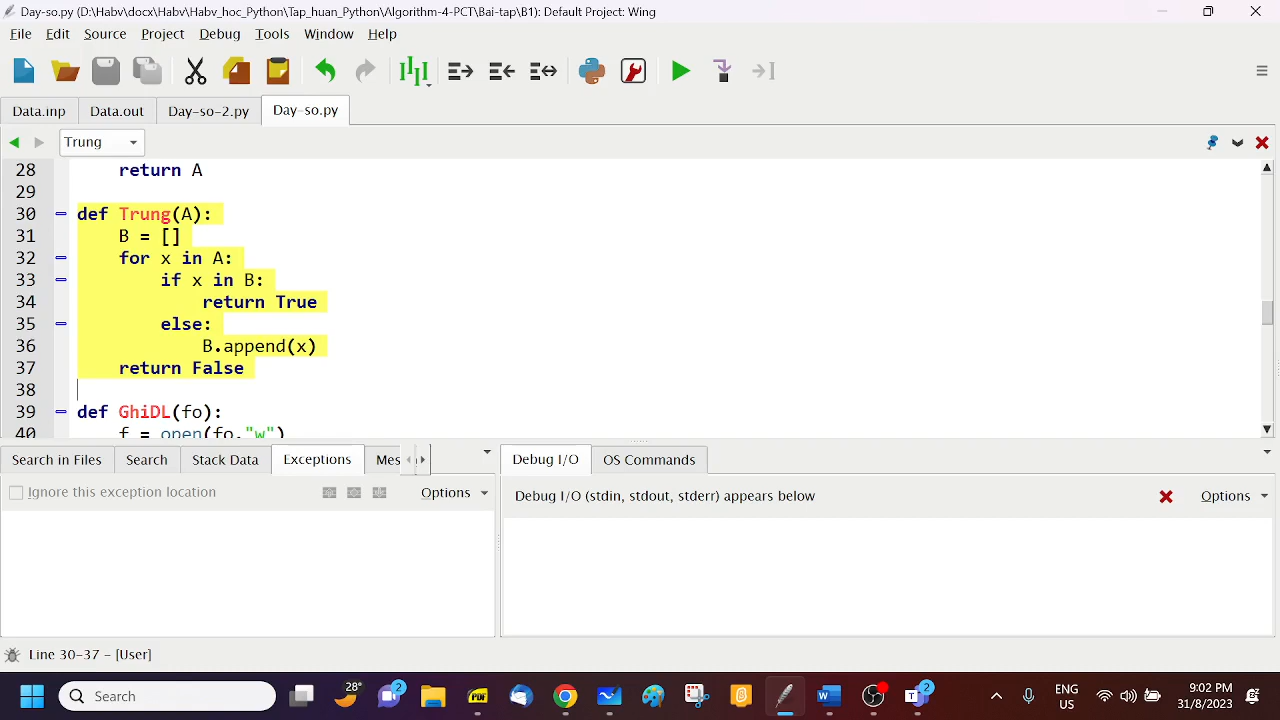 Day-so.py (D:\Habv\docx\Habv\Habv_hoc_Python\Tap_huan_Python\Algorithm-4-PCT\Bai-tap\B1): Default Project: Wing
File Edit Source Project Debug Tools Window Help
Data.inp Data.out Day-so-2.py Day-so.py
Trung
28 return A
29
30 def Trung(A):
31 B = []
32 for x in A:
33 if x in B:
34 return True
35 else:
36 B.append(x)
37 return False
38
39 def GhiDL(fo):
40 f = open(fo,"w")
Search in Files Search Stack Data Exceptions Mes
Debug I/O OS Commands
Ignore this exception location Options
Debug I/O (stdin, stdout, stderr) appears below Options
Line 30-37 - [User]
Search
28°
2
PDF
2
ENG
US
9:02 PM
31/8/2023